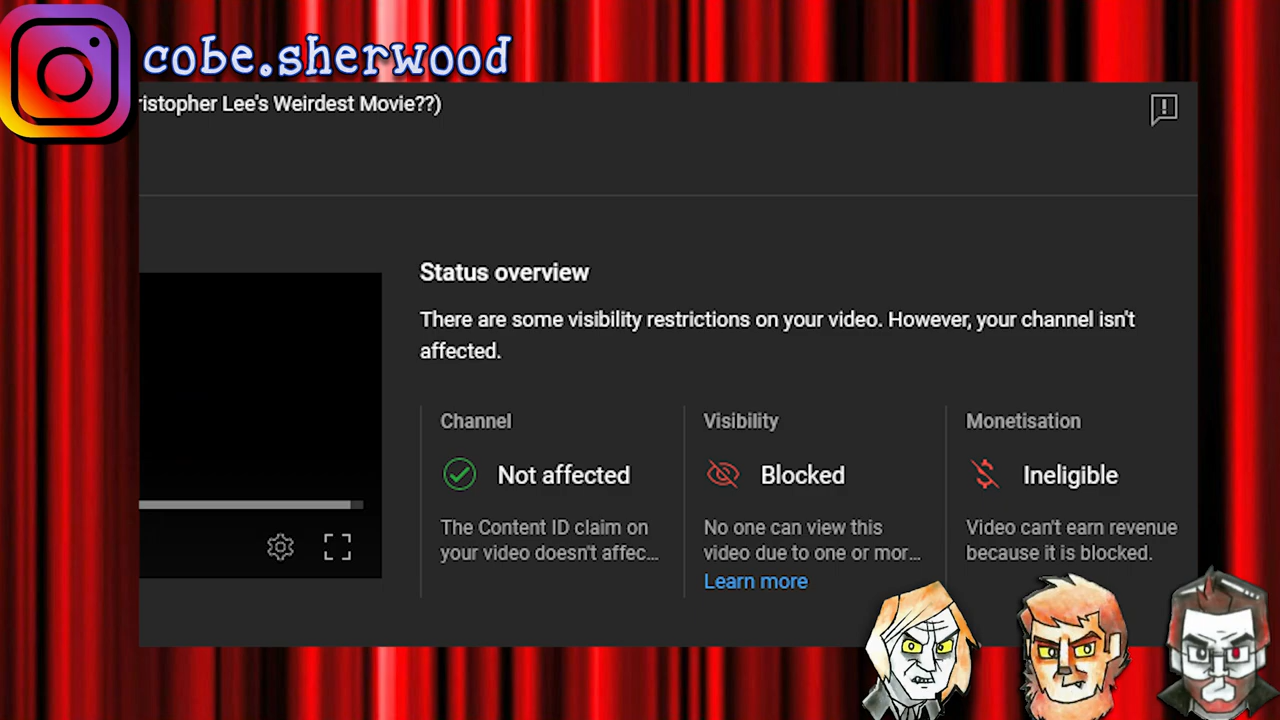 cobe.sherwood
ristopher Lee's Weirdest Movie??)
Status overview
There are some visibility restrictions on your video. However, your channel isn't
affected.
Channel
Not affected
The Content ID claim on
your video doesn't affec...
Visibility
Blocked
No one can view this
video due to one or mor...
Learn more
Monetisation
Ineligible
Video can't earn revenue
because it is blocked.